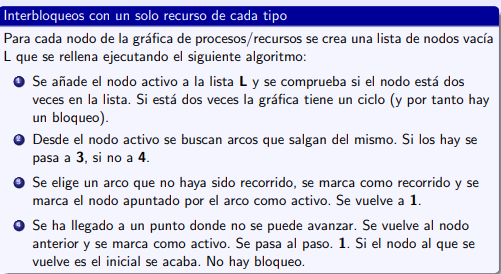 Interbloqueos con un solo recurso de cada tipo
Para cada nodo de la gráfica de procesos/recursos se crea una lista de nodos vacía
L que se rellena ejecutando el siguiente algoritmo:
1 Se añade el nodo activo a la lista L y se comprueba si el nodo está dos
veces en la lista. Si está dos veces la gráfica tiene un ciclo (y por tanto hay
un bloqueo).
2 Desde el nodo activo se buscan arcos que salgan del mismo. Si los hay se
pasa a 3, si no a 4.
3 Se elige un arco que no haya sido recorrido, se marca como recorrido y se
marca el nodo apuntado por el arco como activo. Se vuelve a 1.
4 Se ha llegado a un punto donde no se puede avanzar. Se vuelve al nodo
anterior y se marca como activo. Se pasa al paso. 1. Si el nodo al que se
vuelve es el inicial se acaba. No hay bloqueo.